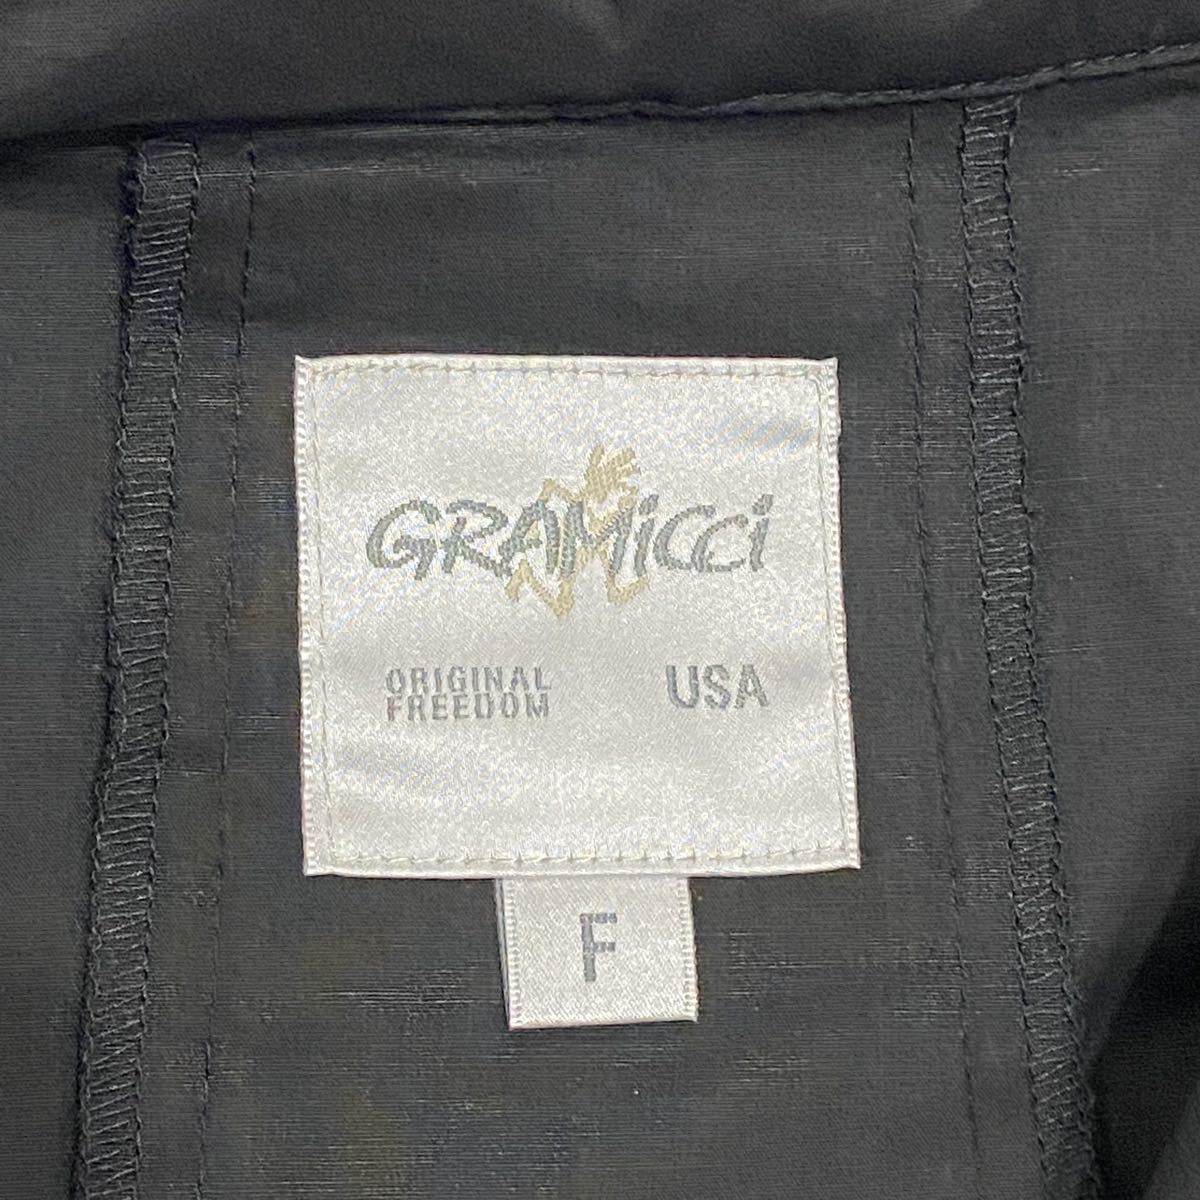 GRAMiCCi
ORIGINAL
FREEDOM
USA
F